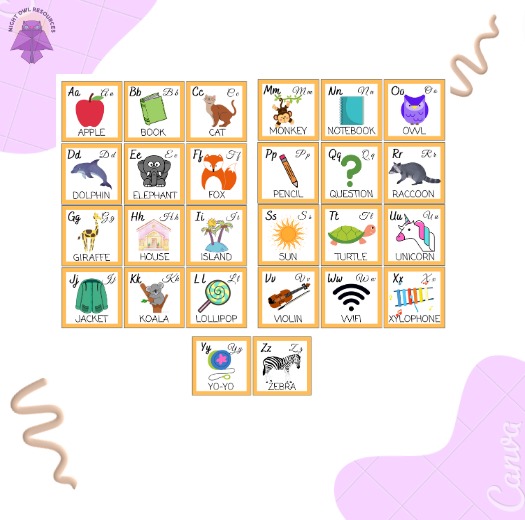 NIGHT OWL RESOURCES
Aa Aa Bb Bb Cc Cc
APPLE BOOK CAT
Dd Dd Ee Ee Ff Ff
DOLPHIN ELEPHANT FOX
Gg Gg Hh Hh Ii Ii
GIRAFFE HOUSE ISLAND
Jj Jj Kk Kk Ll Ll
JACKET KOALA LOLLIPOP
Mm Mm Nn Nn Oo Oo
MONKEY NOTEBOOK OWL
Pp Pp Qq Qq Rr Rr
PENCIL QUESTION RACCOON
Ss Ss Tt Tt Uu Uu
SUN TURTLE UNICORN
Vv Vv Ww Ww Xx Xx
VIOLIN WIFI XYLOPHONE
Yy Yy Zz Zz
YO-YO ZEBRA
Canva